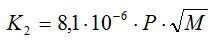 K₂ = 8,1·10⁻⁶ · P · √M